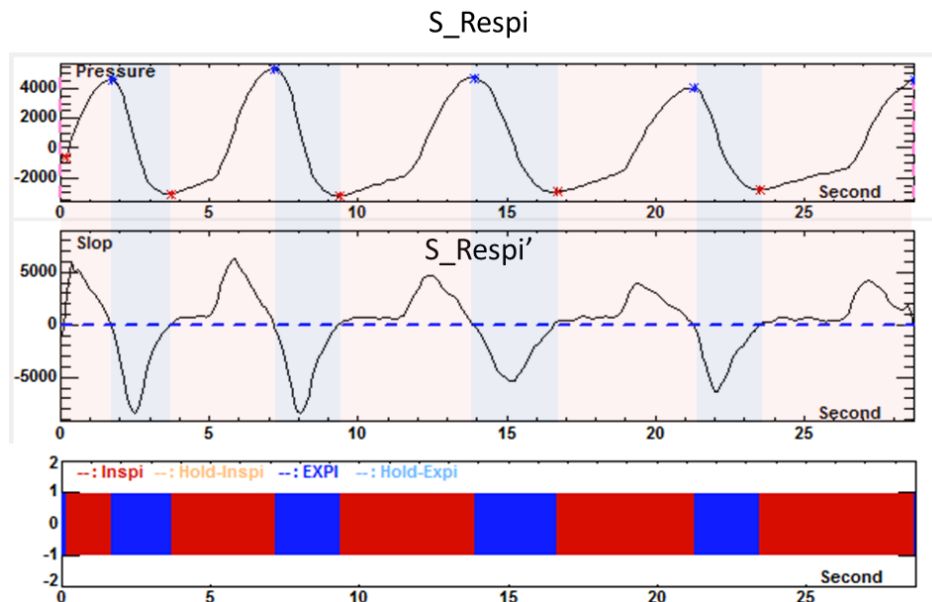 S_Respi
Pressure
4000
2000
0
-2000
Second
0 5 10 15 20 25
Slop
S_Respi'
5000
0
-5000
Second
0 5 10 15 20 25
2
--: Inspi --: Hold-Inspi --: EXPI --: Hold-Expi
1
0
-1
-2
Second
0 5 10 15 20 25